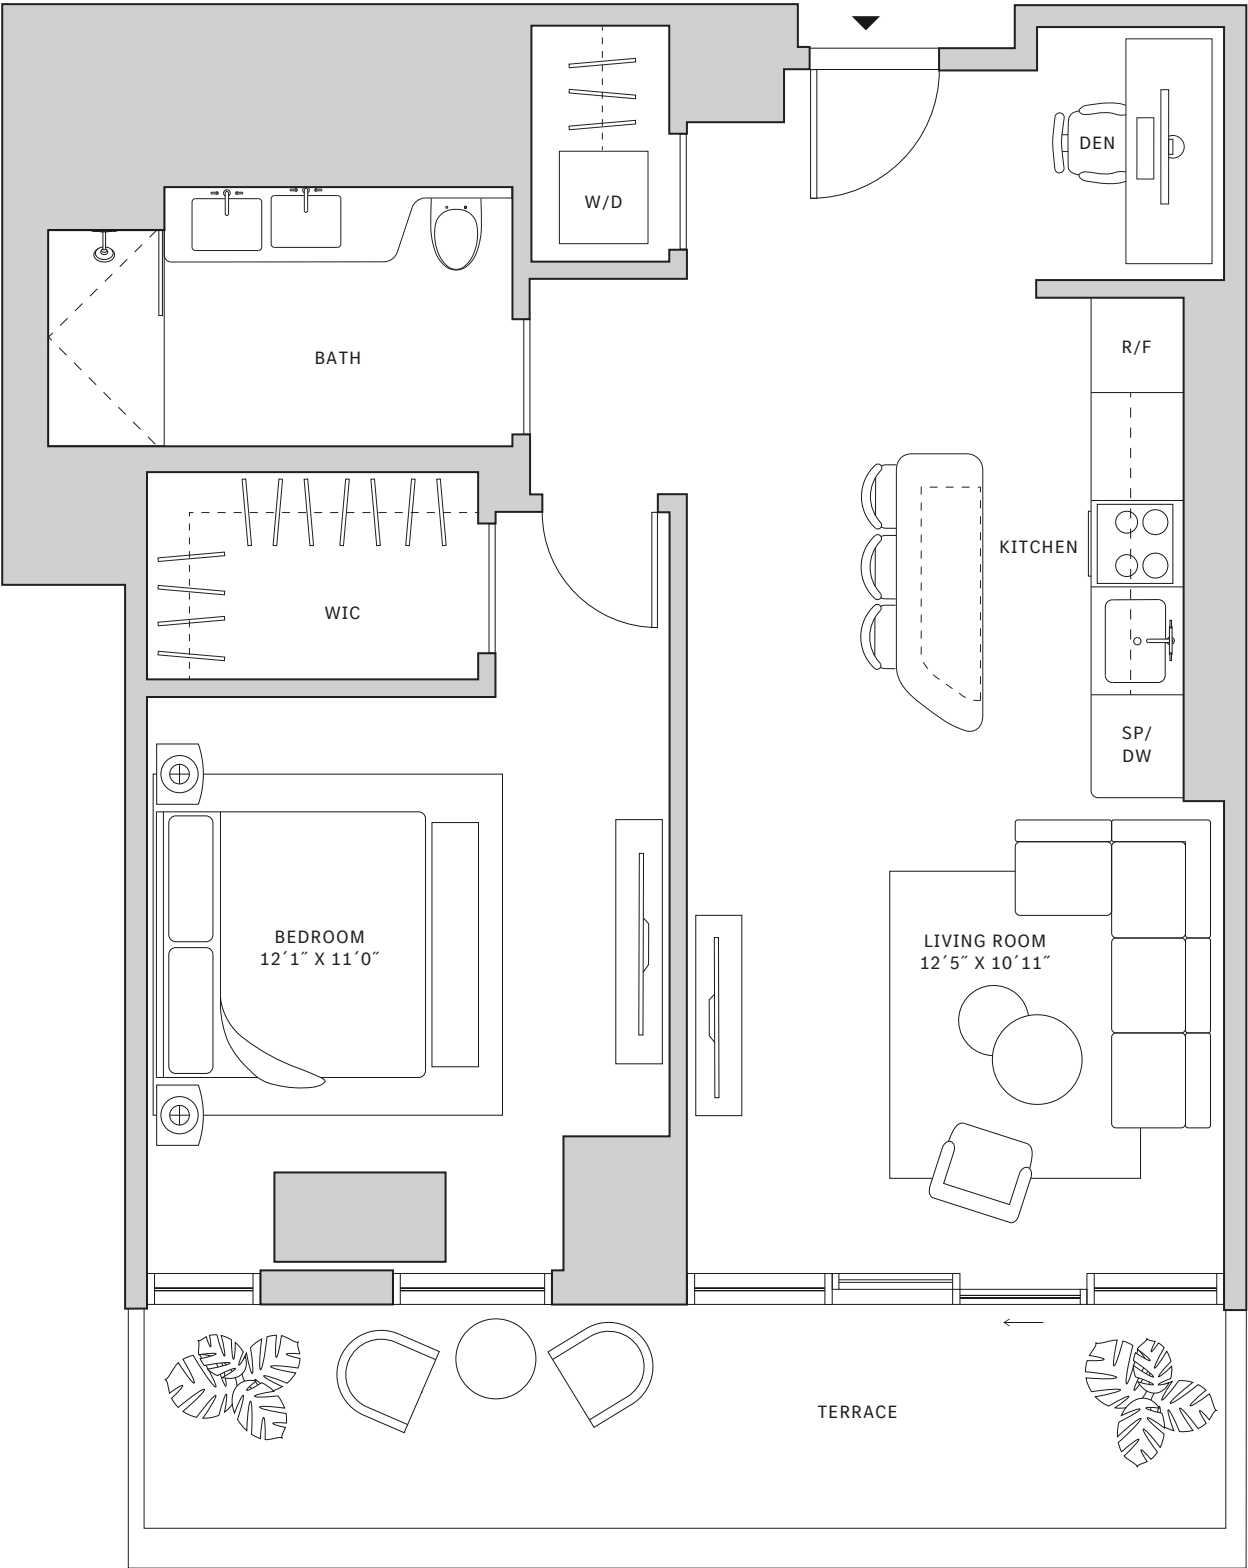 DEN
W/D
R/F
BATH
KITCHEN
WIC
SP/
DW
BEDROOM
12´1˝ X 11´0˝
LIVING ROOM
12´5˝ X 10´11˝
TERRACE